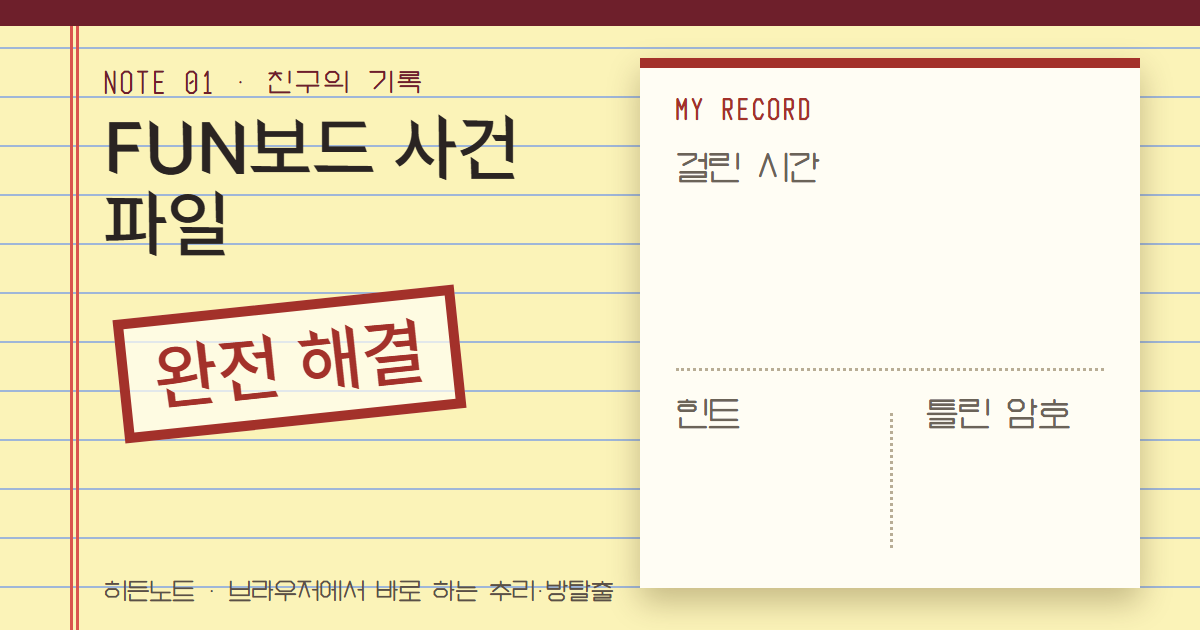 NOTE 01 · 친구의 기록
FUN보드 사건
파일
완전 해결
히든노트 · 브라우저에서 바로 하는 추리·방탈출
MY RECORD
걸린 시간
힌트
틀린 암호